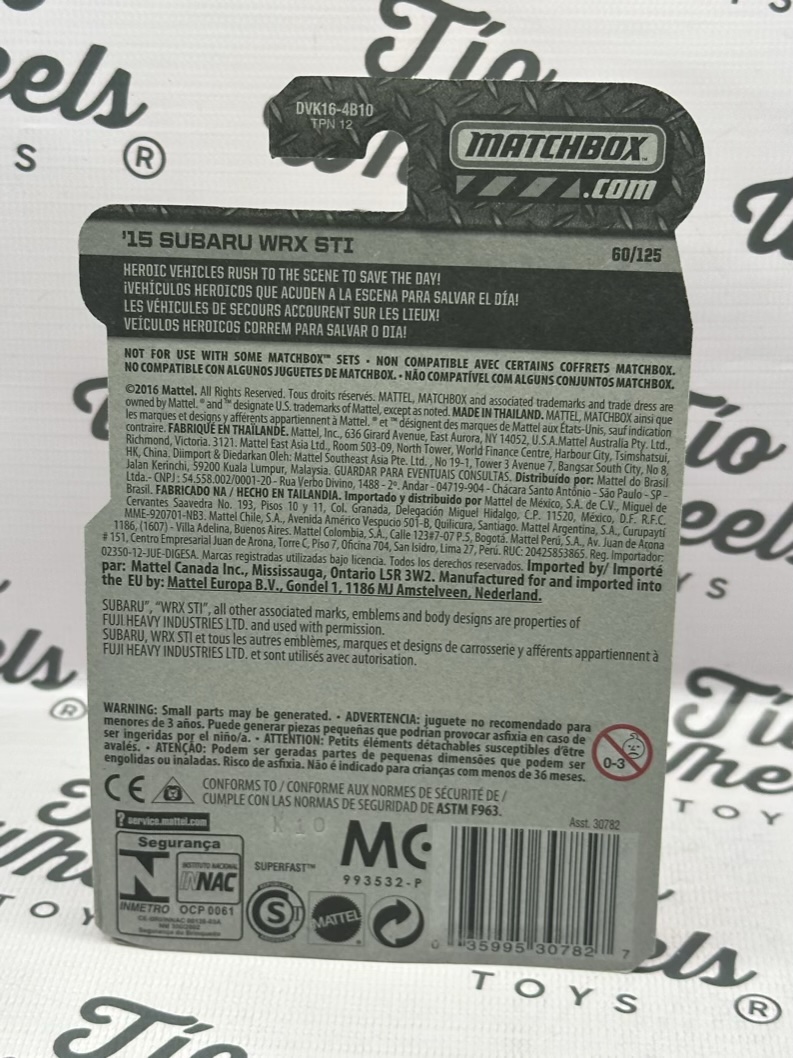 Tío
eels
S ®
DVK16-4B10
TPN 12
MATCHBOX™
.com
'15 SUBARU WRX STI
60/125
HEROIC VEHICLES RUSH TO THE SCENE TO SAVE THE DAY!
¡VEHÍCULOS HEROICOS QUE ACUDEN A LA ESCENA PARA SALVAR EL DÍA!
LES VÉHICULES DE SECOURS ACCOURENT SUR LES LIEUX!
VEÍCULOS HEROICOS CORREM PARA SALVAR O DIA!
NOT FOR USE WITH SOME MATCHBOX™ SETS • NON COMPATIBLE AVEC CERTAINS COFFRETS MATCHBOX.
NO COMPATIBLE CON ALGUNOS JUGUETES DE MATCHBOX. • NÃO COMPATÍVEL COM ALGUNS CONJUNTOS MATCHBOX.
©2016 Mattel. All Rights Reserved. Tous droits réservés. MATTEL, MATCHBOX and associated trademarks and trade dress are
owned by Mattel. ® and ™ designate U.S. trademarks of Mattel, except as noted. MADE IN THAILAND. MATTEL, MATCHBOX ainsi que
les marques et designs y afférents appartiennent à Mattel. ® et ™ désignent des marques de Mattel aux États-Unis, sauf indication
contraire. FABRIQUÉ EN THAÏLANDE. Mattel, Inc., 636 Girard Avenue, East Aurora, NY 14052, U.S.A.Mattel Australia Pty. Ltd.,
Richmond, Victoria. 3121. Mattel East Asia Ltd., Room 503-09, North Tower, World Finance Centre, Harbour City, Tsimshatsui,
HK, China. Diimport & Diedarkan Oleh: Mattel Southeast Asia Pte. Ltd. , No 19-1, Tower 3 Avenue 7, Bangsar South City, No 8,
Jalan Kerinchi, 59200 Kuala Lumpur, Malaysia. GUARDAR PARA EVENTUAIS CONSULTAS. Distribuído por: Mattel do Brasil
Ltda.- CNPJ : 54.558.002/0001-20 - Rua Verbo Divino, 1488 - 2º. Andar - 04719-904 - Chácara Santo Antônio - São Paulo - SP -
Brasil. FABRICADO NA / HECHO EN TAILANDIA. Importado y distribuido por Mattel de México, S.A. de C.V., Miguel de
Cervantes Saavedra No. 193, Pisos 10 y 11, Col. Granada, Delegación Miguel Hidalgo, C.P. 11520, México, D.F. R.F.C.
MME-920701-NB3. Mattel Chile, S.A., Avenida Américo Vespucio 501-B, Quilicura, Santiago. Mattel Argentina, S.A., Curupaytí
1186, (1607) - Villa Adelina, Buenos Aires. Mattel Colombia, S.A., Calle 123#7-07 P.5, Bogotá. Mattel Perú, S.A., Av. Juan de Arona
# 151, Centro Empresarial Juan de Arona, Torre C, Piso 7, Oficina 704, San Isidro, Lima 27, Perú. RUC: 20425853865. Reg. Importador:
02350-12-JUE-DIGESA. Marcas registradas utilizadas bajo licencia. Todos los derechos reservados. Imported by/ Importé
par: Mattel Canada Inc., Mississauga, Ontario L5R 3W2. Manufactured for and imported into
the EU by: Mattel Europa B.V., Gondel 1, 1186 MJ Amstelveen, Nederland.
SUBARU", "WRX STI", all other associated marks, emblems and body designs are properties of
FUJI HEAVY INDUSTRIES LTD. and used with permission.
SUBARU, WRX STI et tous les autres emblèmes, marques et designs de carrosserie y afférents appartiennent à
FUJI HEAVY INDUSTRIES LTD. et sont utilisés avec autorisation.
WARNING: Small parts may be generated. • ADVERTENCIA: juguete no recomendado para
menores de 3 años. Puede generar piezas pequeñas que podrían provocar asfixia en caso de
ser ingeridas por el niño/a. • ATTENTION: Petits éléments détachables susceptibles d'être
avalés. • ATENÇÃO: Podem ser geradas partes de pequenas dimensões que podem ser
engolidas ou inaladas. Risco de asfixia. Não é indicado para crianças com menos de 36 meses.
0-3
CE
CONFORMS TO / CONFORME AUX NORMES DE SÉCURITÉ DE /
CUMPLE CON LAS NORMAS DE SEGURIDAD DE ASTM F963.
? service.mattel.com
K10
Asst. 30782
Segurança
INSTITUTO NACIONAL
INNAC
INMETRO OCP 0061
SUPERFAST™
MC
993532-P
S
MATTEL
0 35995 30782 7
els
TOYS
®
Tío